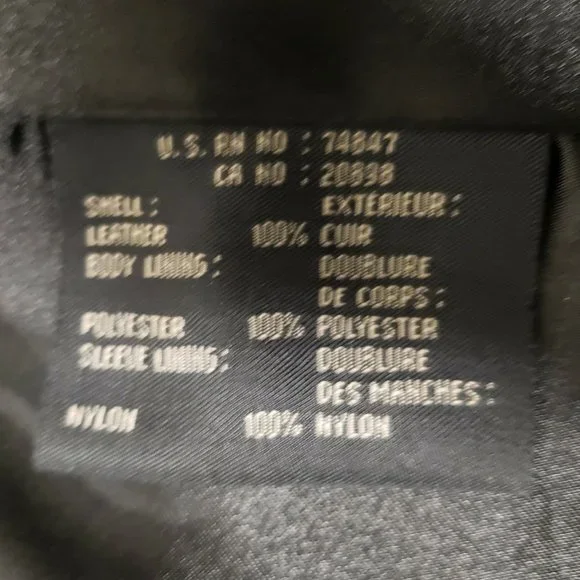 U.S. RN NO : 74847
CA NO : 20898
SHELL : EXTÉRIEUR :
LEATHER 100% CUIR
BODY LINING : DOUBLURE
DE CORPS :
POLYESTER 100% POLYESTER
SLEEVE LINING : DOUBLURE
DES MANCHES :
NYLON 100% NYLON